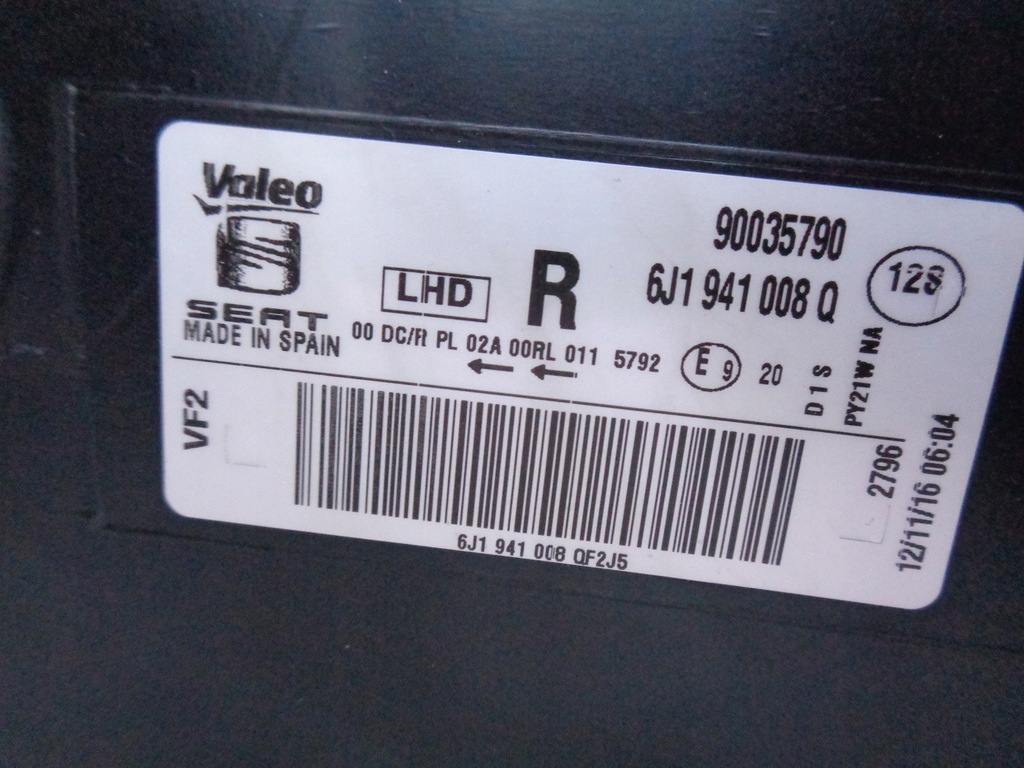 Valeo
SEAT
MADE IN SPAIN
LHD
R
90035790
6J1 941 008 Q
12S
00 DC/R PL 02A 00RL 011 5792
E 9
20
D1S
PY21W NA
VF2
6J1 941 008 QF2J5
2796
12/11/16 06:04